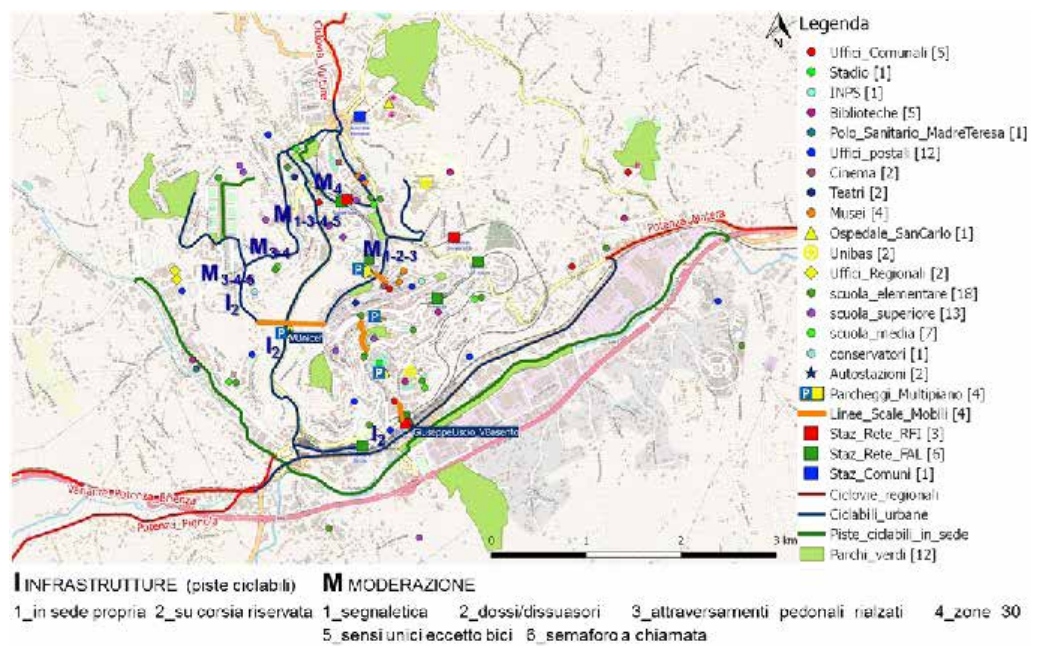 Legenda
N
Uffici_Comunali [5]
Stadio [1]
INPS [1]
Biblioteche [5]
Polo_Sanitario_MadreTeresa [1]
Uffici_postali [12]
Cinema [2]
Teatri [2]
Musei [4]
Ospedale_SanCarlo [1]
Unibas [2]
Uffici_Regionali [2]
scuola_elementare [18]
scuola_superiore [13]
scuola_media [7]
conservatori [1]
Autostazioni [2]
P Parcheggi_Multipiano [4]
Linee_Scale_Mobili [4]
Staz_Rete_RFI [3]
Staz_Rete_FAL [6]
Staz_Comuni [1]
Ciclovie_regionali
Ciclabili_urbane
Piste_ciclabili_in_sede
Parchi_verdi [12]
M4
M1-3-4-5
M3-4
M1-2-3
M3-4-5
P
I2
P
P
I2
P
I2
GiuseppeLiscio_VBasento
Potenza_Matera
0 1 2 3 km
I INFRASTRUTTURE (piste ciclabili) M MODERAZIONE
1_in sede propria 2_su corsia riservata 1_segnaletica 2_dossi/dissuasori 3_attraversamenti pedonali rialzati 4_zone 30
5_sensi unici eccetto bici 6_semaforo a chiamata